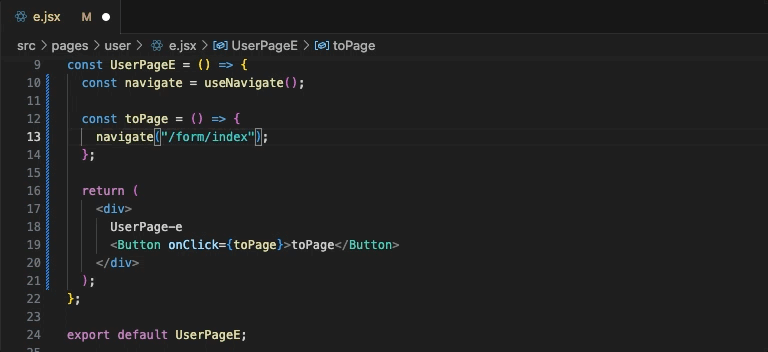 e.jsx M
src > pages > user > e.jsx > UserPageE > toPage
9 const UserPageE = () => {
10 const navigate = useNavigate();
11
12 const toPage = () => {
13 navigate("/form/index");
14 };
15
16 return (
17 <div>
18 UserPage-e
19 <Button onClick={toPage}>toPage</Button>
20 </div>
21 );
22 };
23
24 export default UserPageE;
25